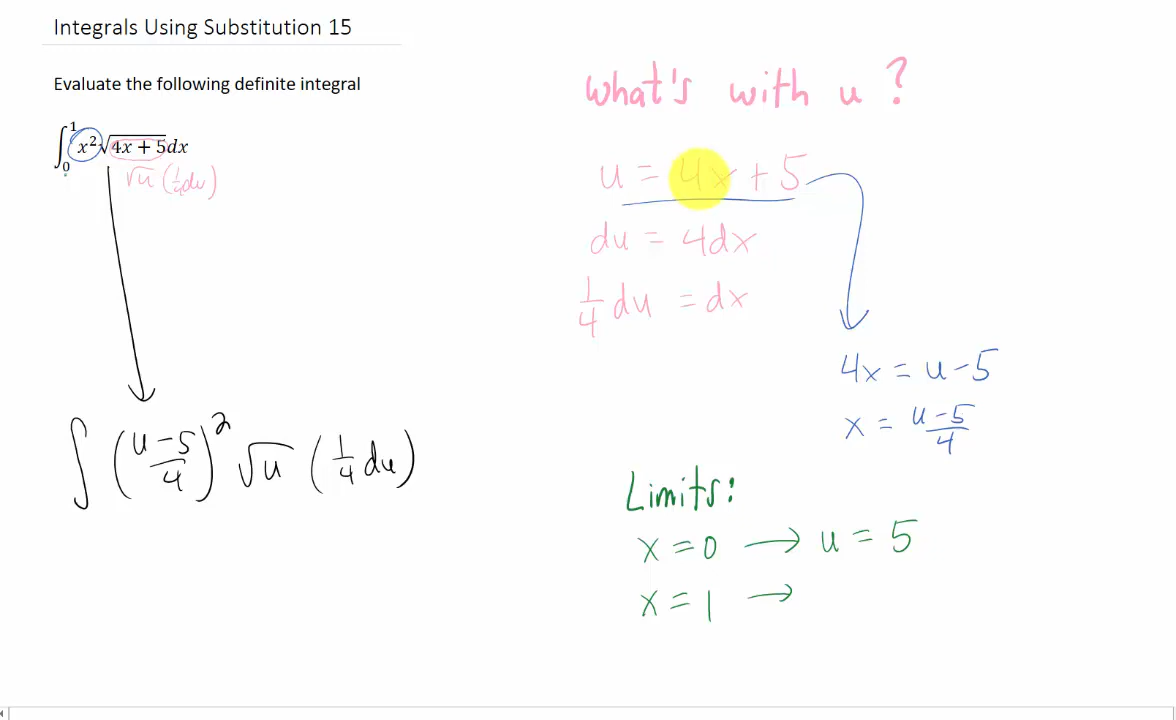 Integrals Using Substitution 15
Evaluate the following definite integral
∫₀¹ x²√(4x + 5)dx
√u (1/4 du)
∫ ((u - 5)/4)² √u (1/4 du)
What's with u ?
u = 4x + 5
du = 4dx
1/4 du = dx
4x = u - 5
x = (u - 5)/4
Limits:
x = 0 → u = 5
x = 1 →